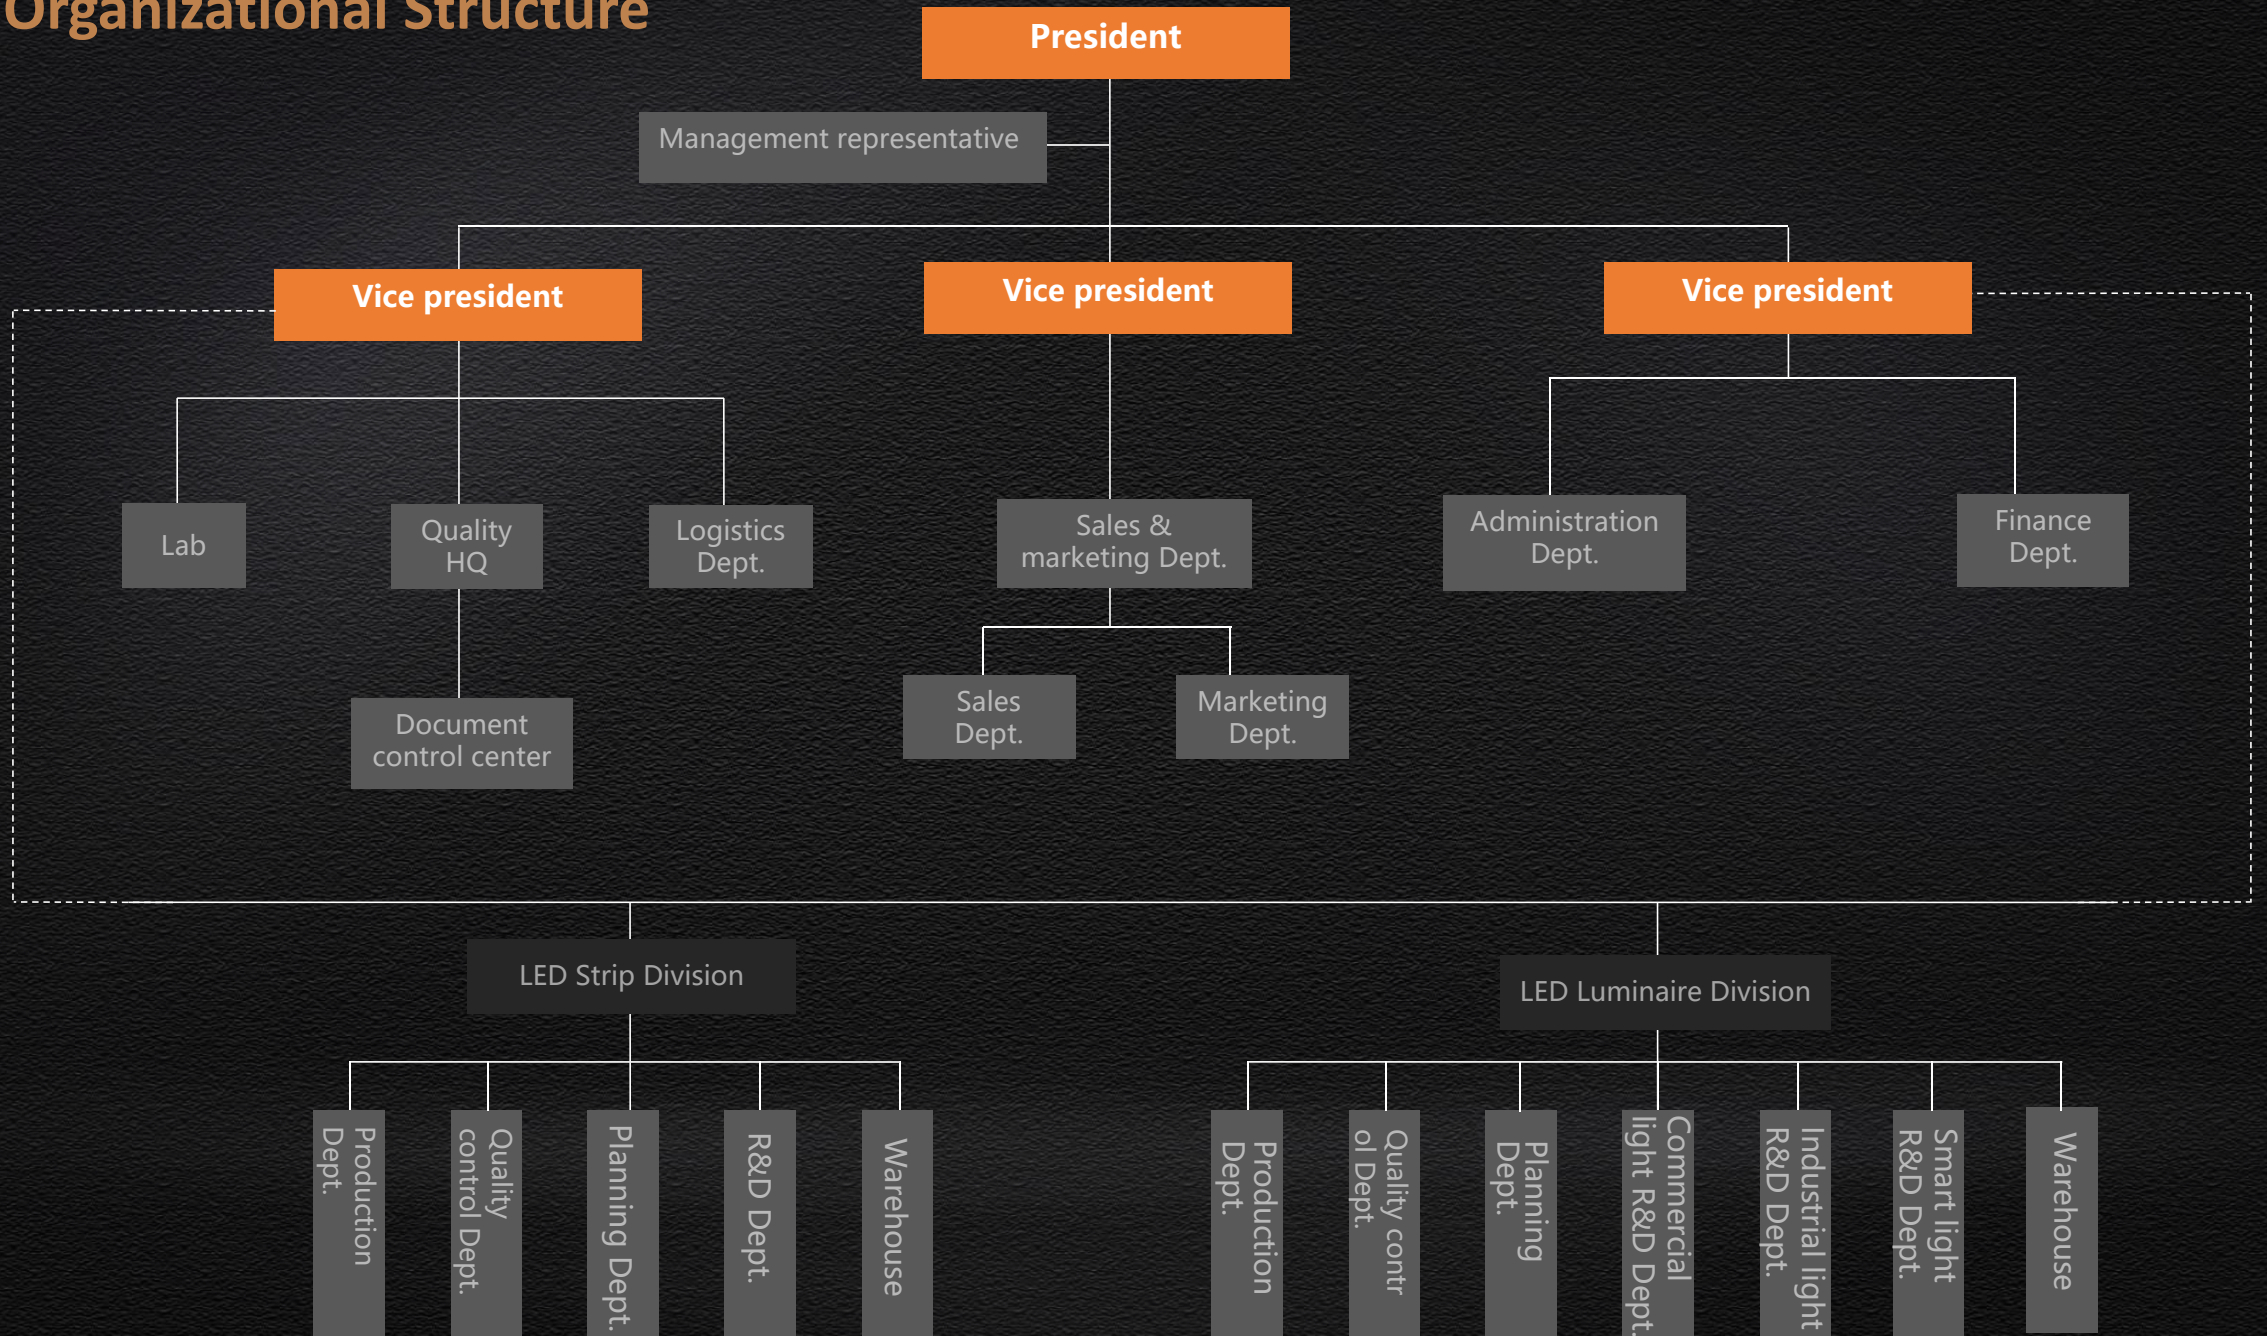 Organizational Structure
President
Management representative
Vice president
Vice president
Vice president
Lab
Quality
HQ
Logistics
Dept.
Sales &
marketing Dept.
Administration
Dept.
Finance
Dept.
Document
control center
Sales
Dept.
Marketing
Dept.
LED Strip Division
LED Luminaire Division
Production
Dept.
Quality
control Dept.
Planning Dept.
R&D Dept.
Warehouse
Production
Dept.
Quality contr
ol Dept.
Planning
Dept.
Commercial
light R&D Dept.
Industrial light
R&D Dept.
Smart light
R&D Dept.
Warehouse